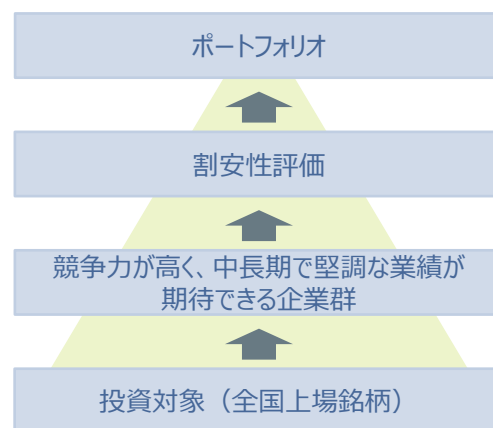 ポートフォリオ
割安性評価
競争力が高く、中長期で堅調な業績が
期待できる企業群
投資対象（全国上場銘柄）